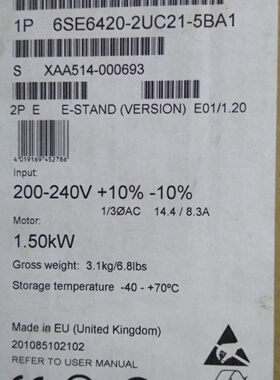 1P 6SE6420-2UC21-5BA1
S XAA514-000693
2P E E-STAND (VERSION) E01/1.20
4019169452786
Input:
200-240V +10% -10%
1/3ØAC 14.4 / 8.3A
Motor:
1.50kW
Gross weight: 3.1kg/6.8lbs
Storage temperature -40 - +70ºC
Made in EU (United Kingdom)
201085102102
REFER TO USER MANUAL